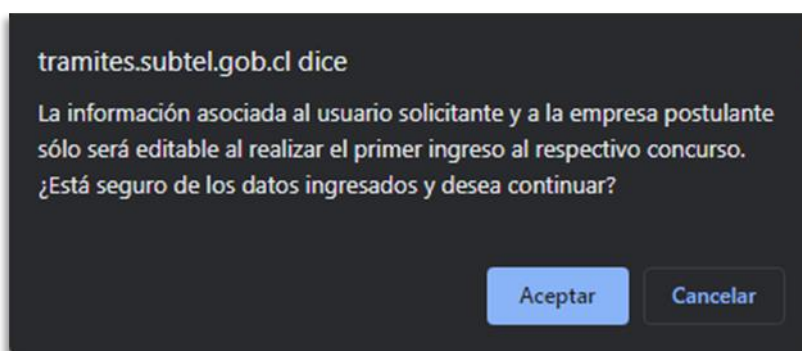 tramites.subtel.gob.cl dice
La información asociada al usuario solicitante y a la empresa postulante
sólo será editable al realizar el primer ingreso al respectivo concurso.
¿Está seguro de los datos ingresados y desea continuar?
Aceptar
Cancelar